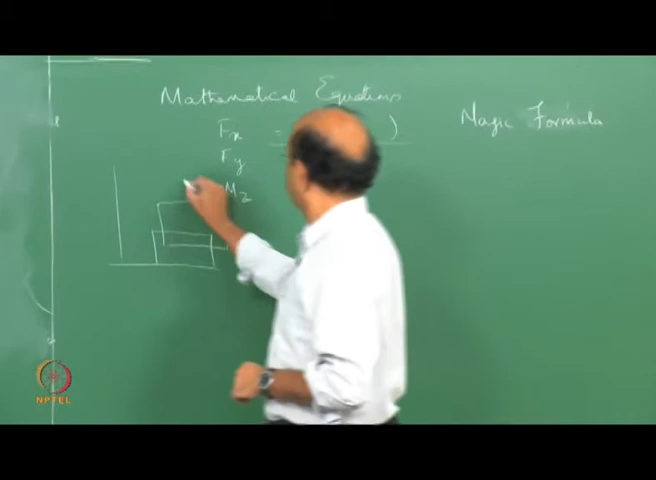 Mathematical Equations
Magic Formula
Fx = )
Fy
Mz
NPTEL